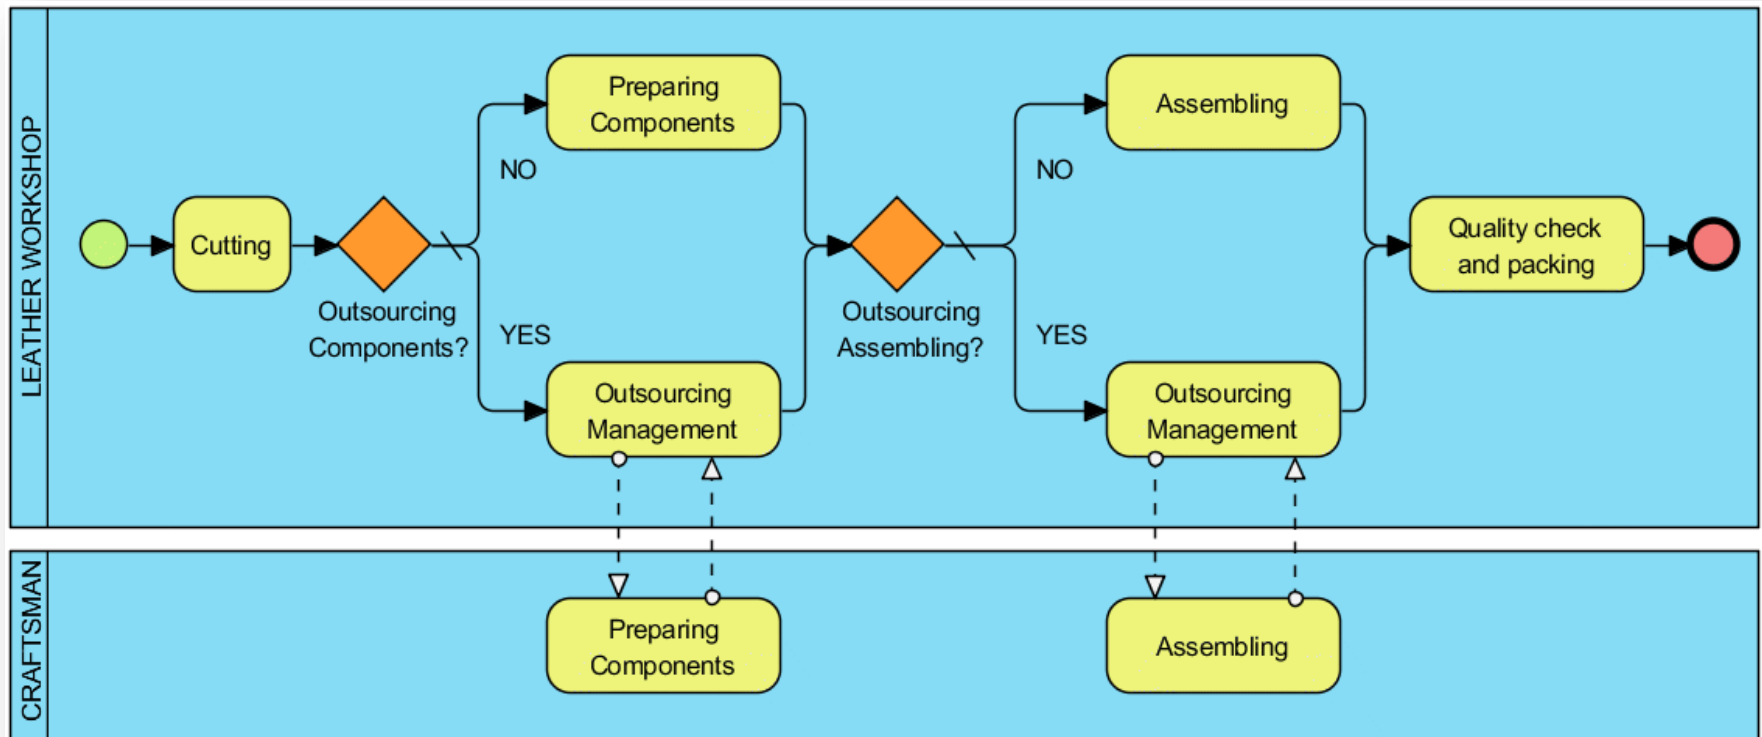 LEATHER WORKSHOP
Cutting
Outsourcing
Components?
NO
YES
Preparing
Components
Outsourcing
Management
Outsourcing
Assembling?
NO
YES
Assembling
Outsourcing
Management
Quality check
and packing
CRAFTSMAN
Preparing
Components
Assembling